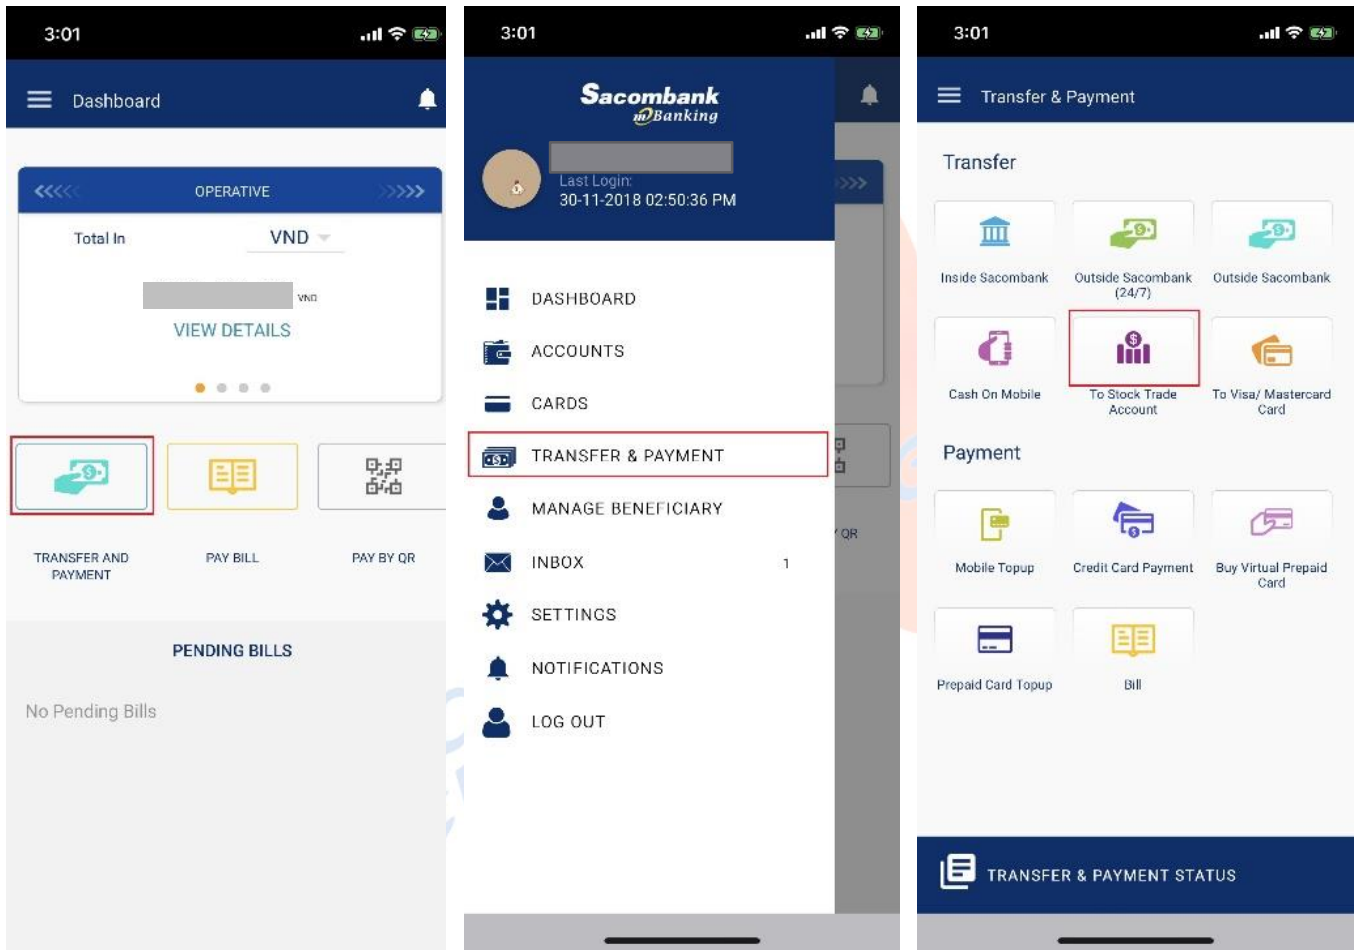 3:01
Dashboard
OPERATIVE
Total In
VND
VND
VIEW DETAILS
TRANSFER AND
PAYMENT
PAY BILL
PAY BY QR
PENDING BILLS
No Pending Bills
3:01
Sacombank
mBanking
Last Login:
30-11-2018 02:50:36 PM
DASHBOARD
ACCOUNTS
CARDS
TRANSFER & PAYMENT
MANAGE BENEFICIARY
INBOX 1
SETTINGS
NOTIFICATIONS
LOG OUT
QR
3:01
Transfer & Payment
Transfer
Inside Sacombank
Outside Sacombank
(24/7)
Outside Sacombank
Cash On Mobile
To Stock Trade
Account
To Visa/ Mastercard
Card
Payment
Mobile Topup
Credit Card Payment
Buy Virtual Prepaid
Card
Prepaid Card Topup
Bill
TRANSFER & PAYMENT STATUS